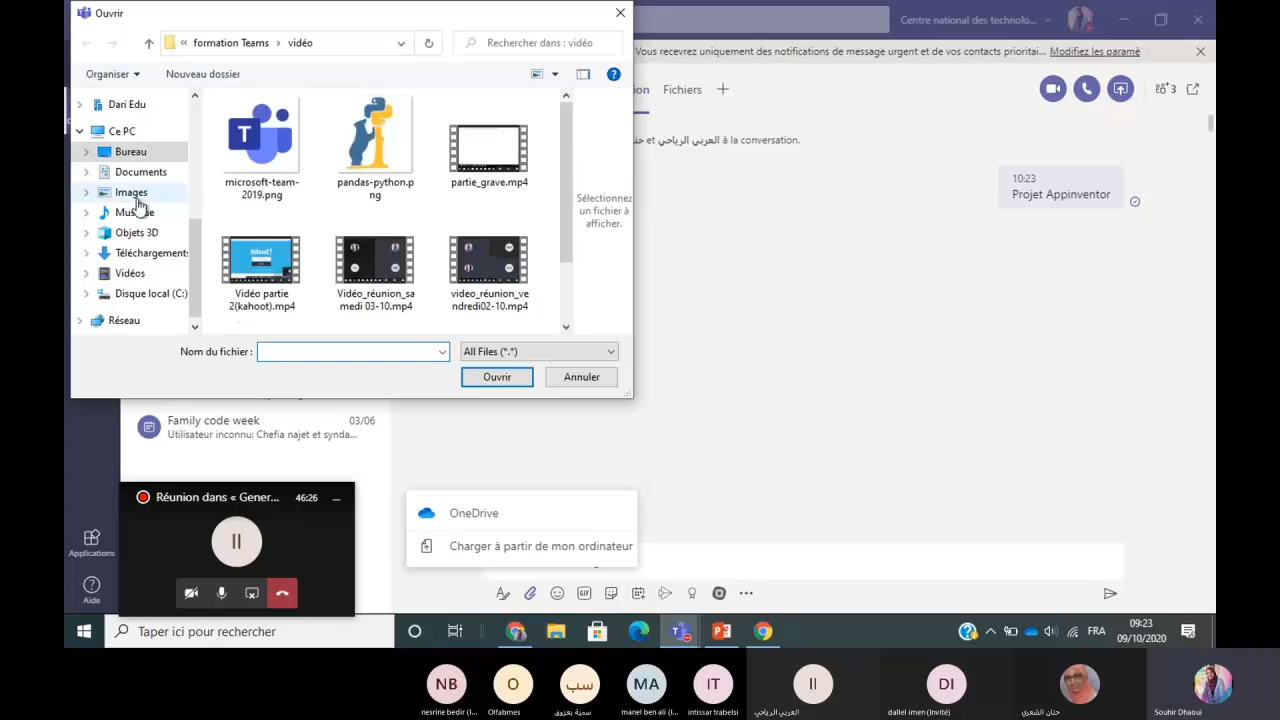 Ouvrir
Centre national des technolo...
« formation Teams › vidéo
Rechercher dans : vidéo
Vous recevrez uniquement des notifications de message urgent et de vos contacts prioritai... Modifiez les paramè
Organiser
Nouveau dossier
Fichiers
Dari Edu
Ce PC
Bureau
Documents
Images
Objets 3D
Téléchargements
Vidéos
Disque local (C:)
Réseau
microsoft-team-
2019.png
pandas-python.p
ng
partie_grave.mp4
Vidéo partie
2(kahoot).mp4
Vidéo_réunion_sa
medi 03-10.mp4
video_réunion_ve
ndredi02-10.mp4
Sélectionnez
un fichier à
afficher.
et العربي الرياحي à la conversation.
10:23
Projet Appinventor
Nom du fichier :
All Files (*.*)
Ouvrir
Annuler
Family code week
03/06
Utilisateur inconnu: Chefia najet et synda...
Réunion dans « Gener...
46:26
OneDrive
Charger à partir de mon ordinateur
Applications
Aide
Taper ici pour rechercher
FRA
09:23
09/10/2020
NB
O
سب
MA
IT
II
DI
nesrine bedir (I...
Olfabmes
سمية بعزوق
manel ben ali (I...
intissar trabelsi
العربي الرياحي
dallel imen (Invité)
حنان الشعري
Souhir Dhaoui